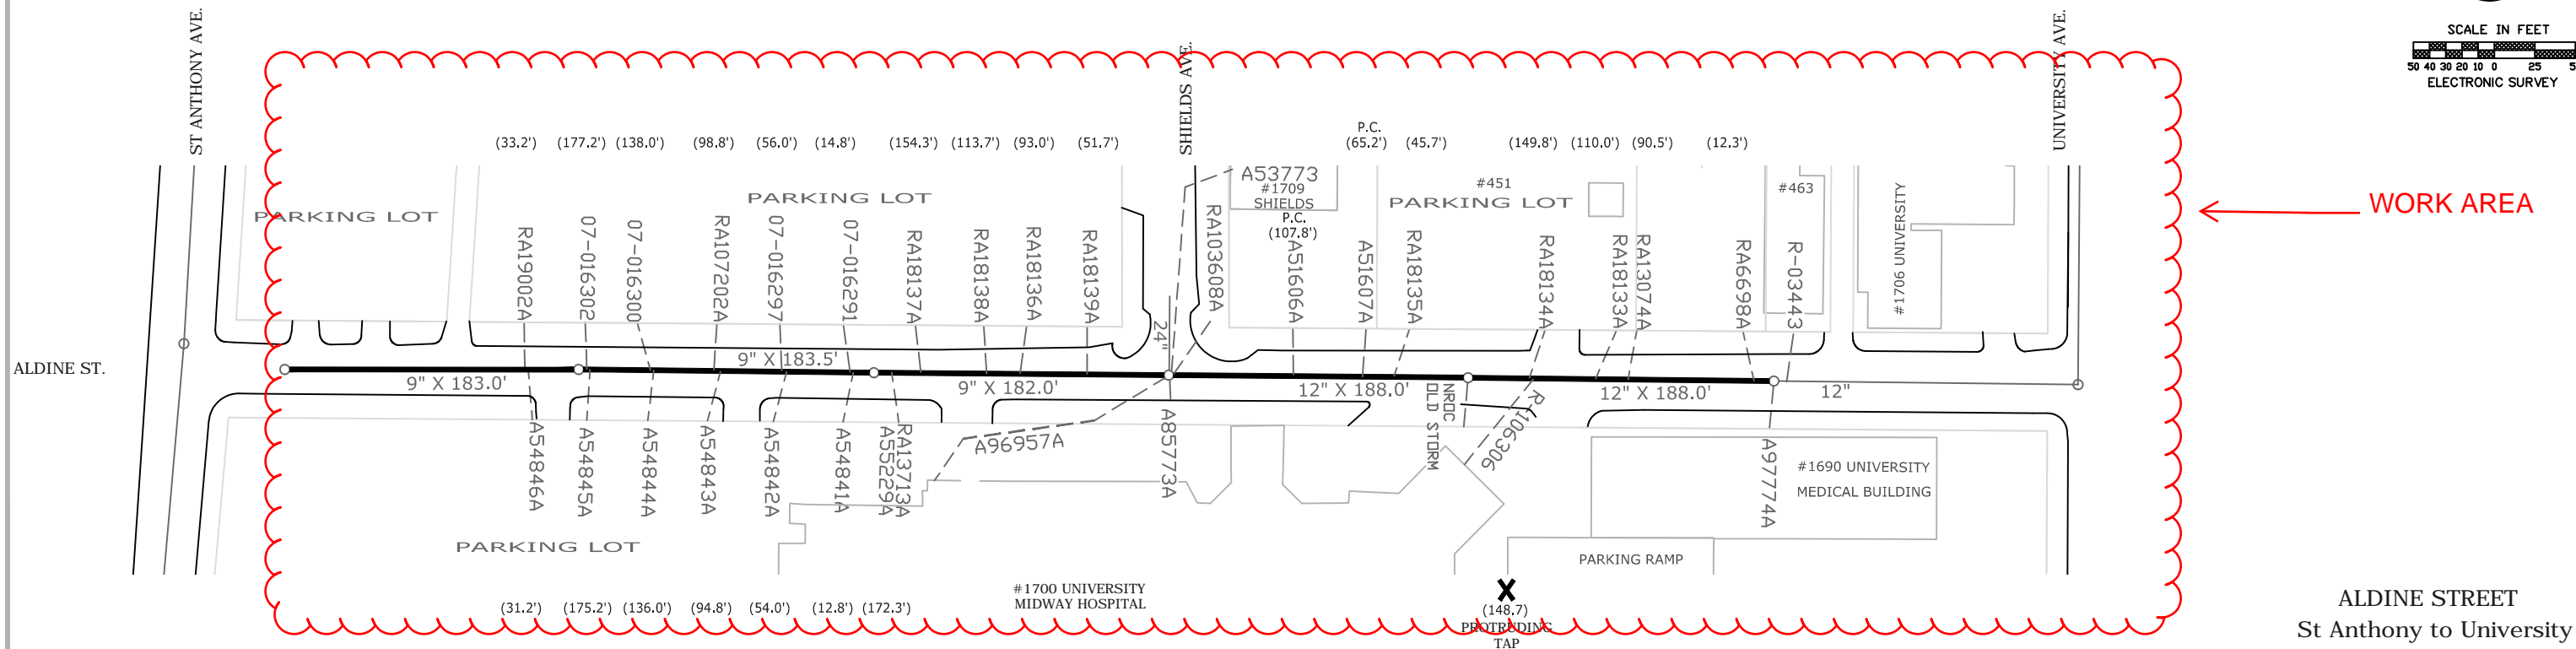 SCALE IN FEET
50 40 30 20 10 0 25
ELECTRONIC SURVEY
ST ANTHONY AVE.
SHIELDS AVE.
UNIVERSITY AVE.
WORK AREA
P.C.
(33.2') (177.2') (138.0') (98.8') (56.0') (14.8') (154.3') (113.7') (93.0') (51.7') (65.2') (45.7') (149.8') (110.0') (90.5') (12.3')
PARKING LOT
PARKING LOT
A53773
#1709
SHIELDS
P.C.
(107.8')
#451
PARKING LOT
#463
#1706 UNIVERSITY
RA19002A
07-016302
07-016300
RA107202A
07-016297
07-016291
RA18137A
RA18138A
RA18136A
RA18139A
RA103608A
A51606A
A51607A
RA18135A
RA18134A
RA18133A
RA13074A
RA6698A
R-03443
24"
ALDINE ST.
9" X 183.0'
9" X 183.5'
9" X 182.0'
12" X 188.0'
12" X 188.0'
12"
A54846A
A54845A
A54844A
A54843A
A54842A
A54841A
A55229A
RA13713A
A96957A
A85773A
NRDC
OLD STORM
R-106306
A97774A
#1690 UNIVERSITY
MEDICAL BUILDING
PARKING LOT
PARKING RAMP
#1700 UNIVERSITY
MIDWAY HOSPITAL
(31.2') (175.2') (136.0') (94.8') (54.0') (12.8') (172.3')
X
(148.7)
PROTRUDING
TAP
ALDINE STREET
St Anthony to University